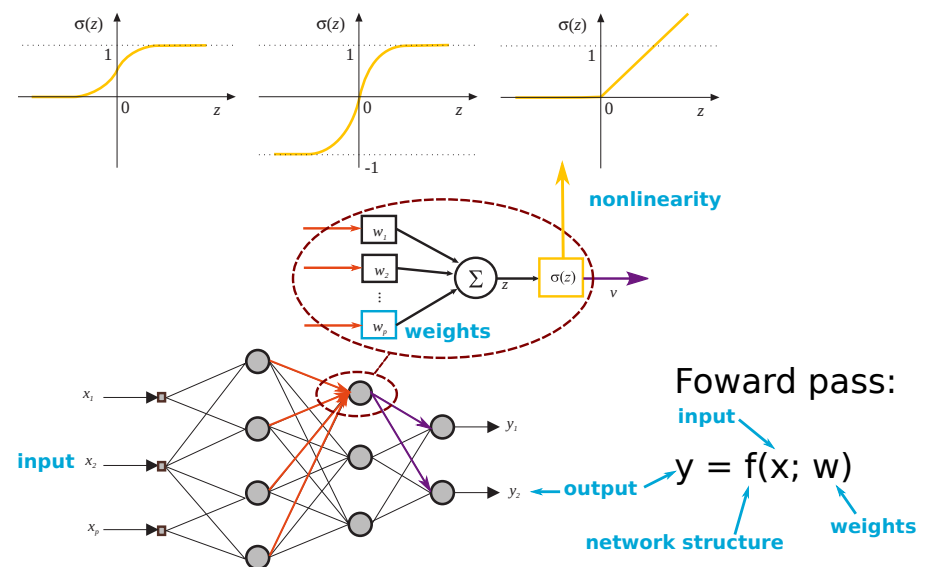 σ(z) σ(z) σ(z)
1 1 1
0 z 0 z 0 z
-1
nonlinearity
w₁
w₂ Σ z σ(z) v
⋮
wₚ weights
x₁
input x₂
xₚ
y₁
y₂ output
Foward pass:
input
y = f(x; w)
network structure weights